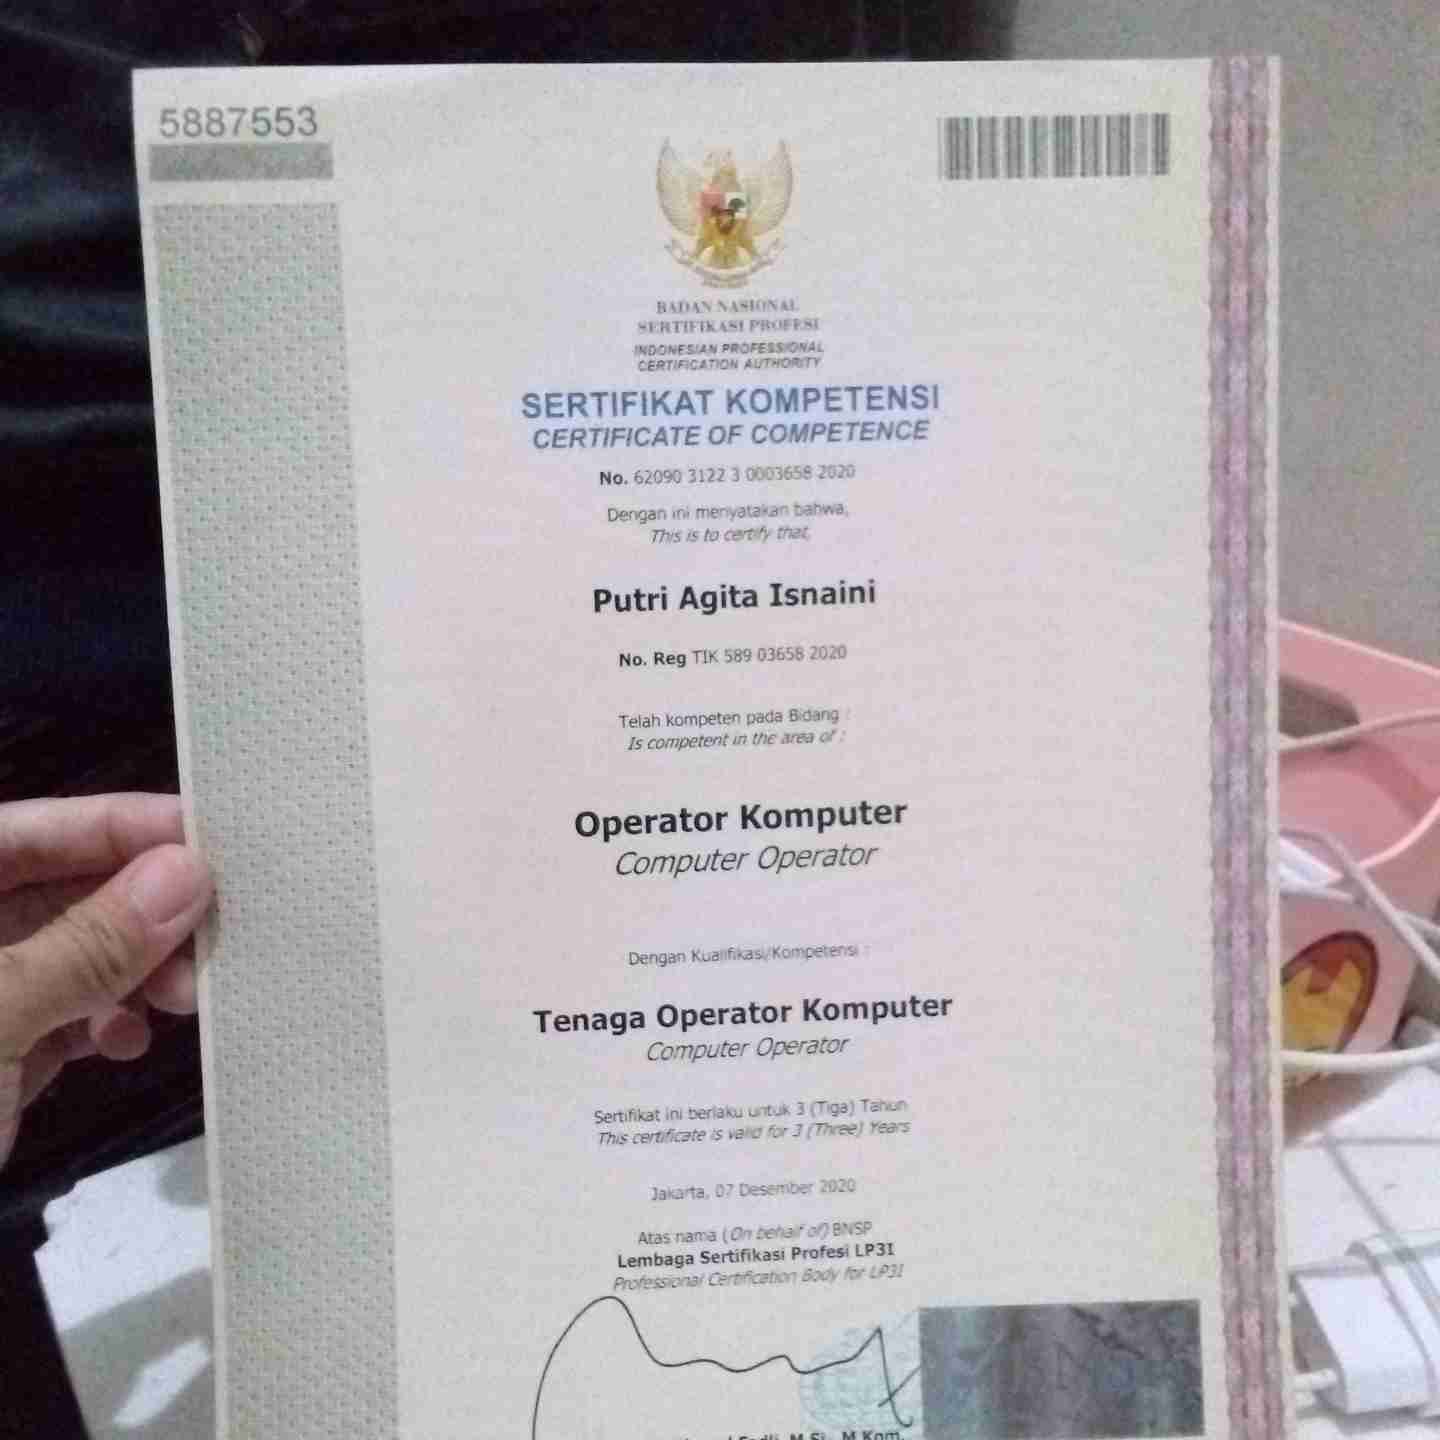 5887553
BADAN NASIONAL
SERTIFIKASI PROFESI
INDONESIAN PROFESSIONAL
CERTIFICATION AUTHORITY
SERTIFIKAT KOMPETENSI
CERTIFICATE OF COMPETENCE
No. 62090 3122 3 0003658 2020
Dengan ini menyatakan bahwa,
This is to certify that,
Putri Agita Isnaini
No. Reg TIK 589 03658 2020
Telah kompeten pada Bidang :
Is competent in the area of :
Operator Komputer
Computer Operator
Dengan Kualifikasi/Kompetensi :
Tenaga Operator Komputer
Computer Operator
Sertifikat ini berlaku untuk 3 (Tiga) Tahun
This certificate is valid for 3 (Three) Years
Jakarta, 07 Desember 2020
Atas nama (On behalf of) BNSP
Lembaga Sertifikasi Profesi LP3I
Professional Certification Body for LP3I
M.Si., M.Kom.